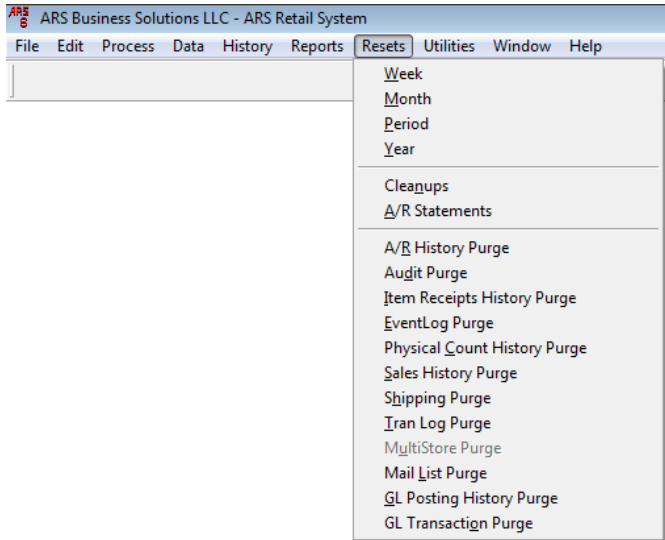 ARS 6 ARS Business Solutions LLC - ARS Retail System
File Edit Process Data History Reports Resets Utilities Window Help
Week
Month
Period
Year
Cleanups
A/R Statements
A/R History Purge
Audit Purge
Item Receipts History Purge
EventLog Purge
Physical Count History Purge
Sales History Purge
Shipping Purge
Tran Log Purge
MultiStore Purge
Mail List Purge
GL Posting History Purge
GL Transaction Purge